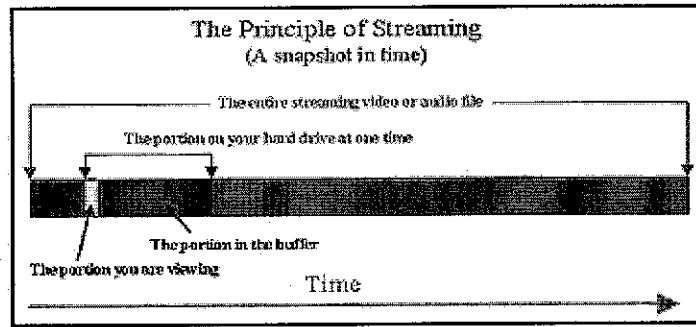 The Principle of Streaming
(A snapshot in time)
The entire streaming video or audio file
The portion on your hard drive at one time
The portion in the buffer
The portion you are viewing
Time